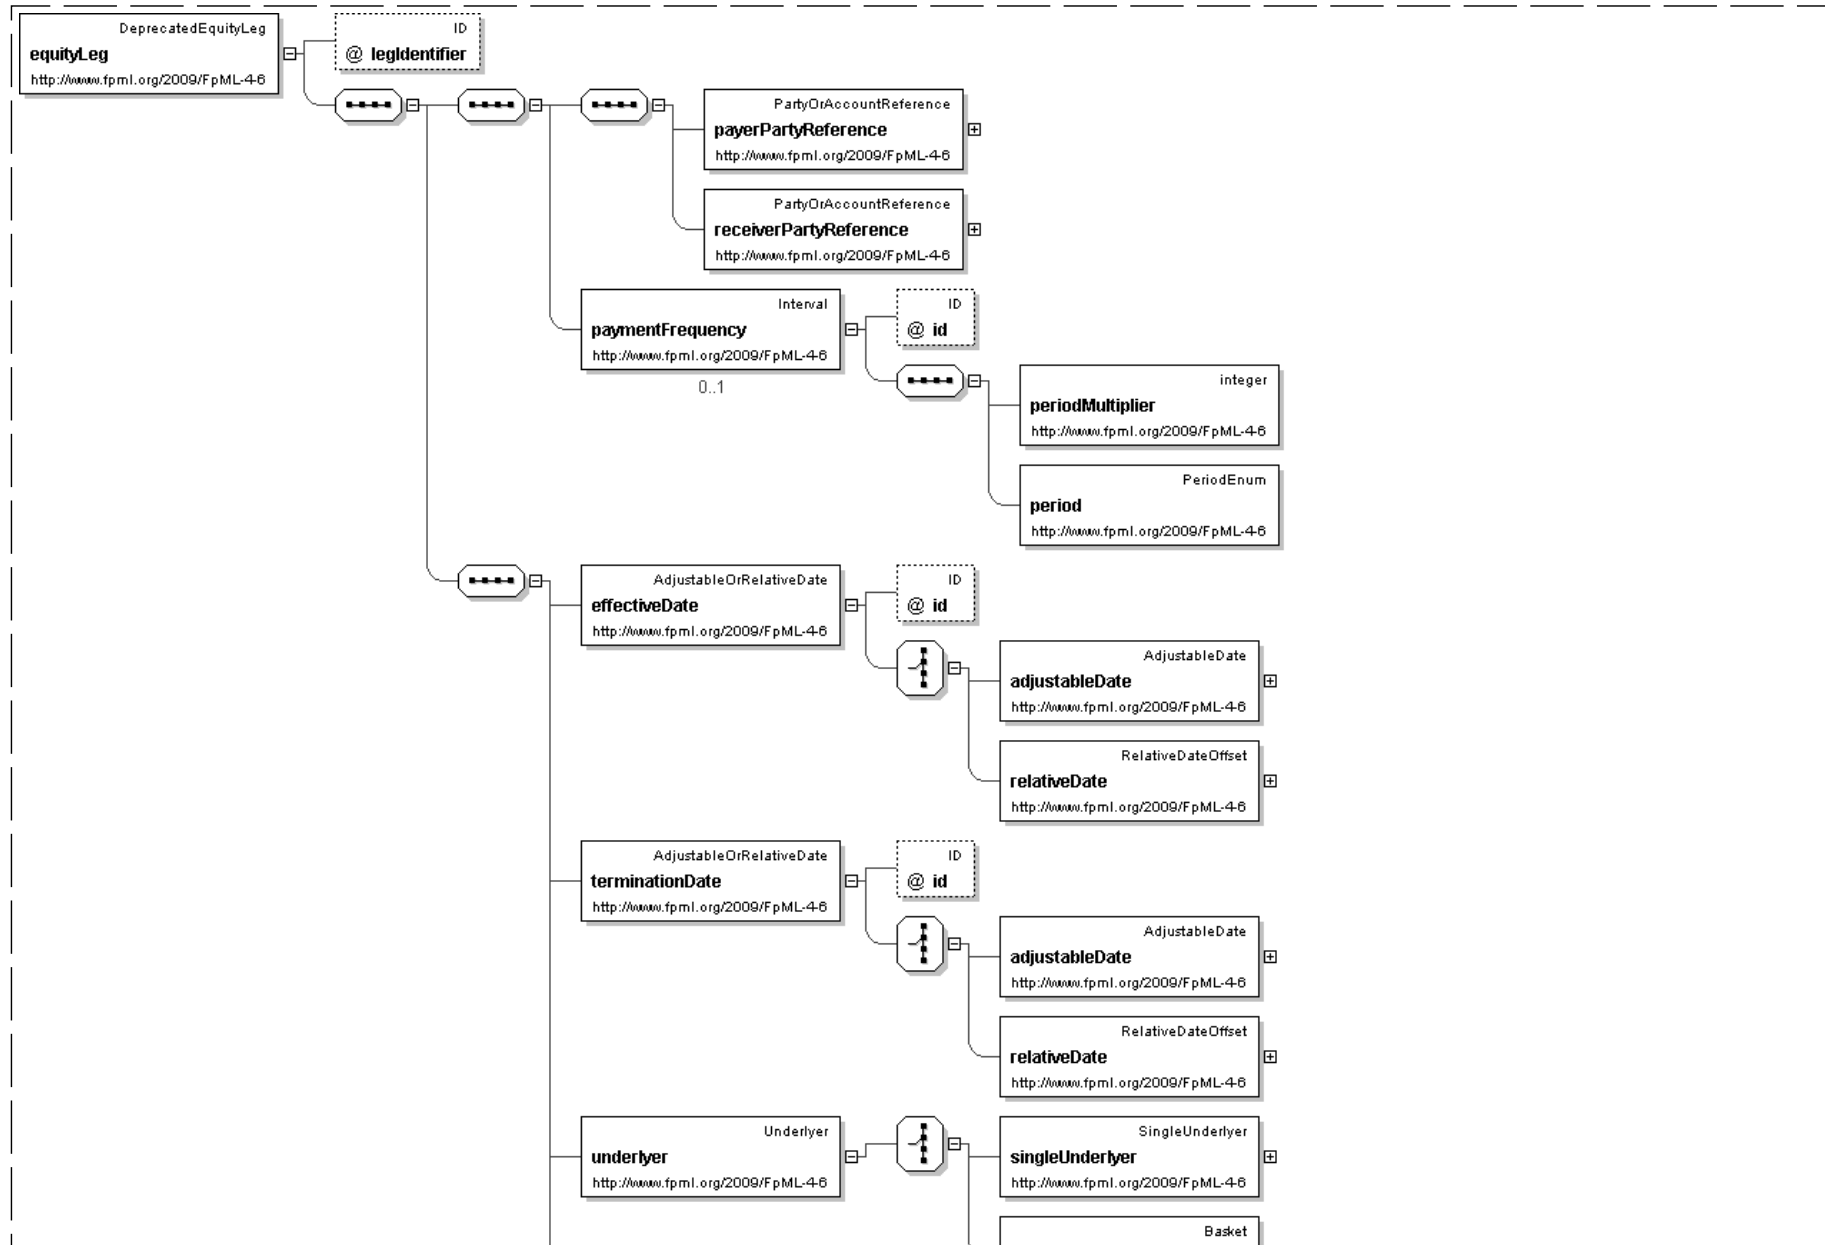 DeprecatedEquityLeg
equityLeg
http://www.fpml.org/2009/FpML-4-6
ID
@ legIdentifier
PartyOrAccountReference
payerPartyReference
http://www.fpml.org/2009/FpML-4-6
PartyOrAccountReference
receiverPartyReference
http://www.fpml.org/2009/FpML-4-6
Interval
paymentFrequency
http://www.fpml.org/2009/FpML-4-6
0..1
ID
@ id
integer
periodMultiplier
http://www.fpml.org/2009/FpML-4-6
PeriodEnum
period
http://www.fpml.org/2009/FpML-4-6
AdjustableOrRelativeDate
effectiveDate
http://www.fpml.org/2009/FpML-4-6
ID
@ id
AdjustableDate
adjustableDate
http://www.fpml.org/2009/FpML-4-6
RelativeDateOffset
relativeDate
http://www.fpml.org/2009/FpML-4-6
AdjustableOrRelativeDate
terminationDate
http://www.fpml.org/2009/FpML-4-6
ID
@ id
AdjustableDate
adjustableDate
http://www.fpml.org/2009/FpML-4-6
RelativeDateOffset
relativeDate
http://www.fpml.org/2009/FpML-4-6
Underlyer
underlyer
http://www.fpml.org/2009/FpML-4-6
SingleUnderlyer
singleUnderlyer
http://www.fpml.org/2009/FpML-4-6
Basket